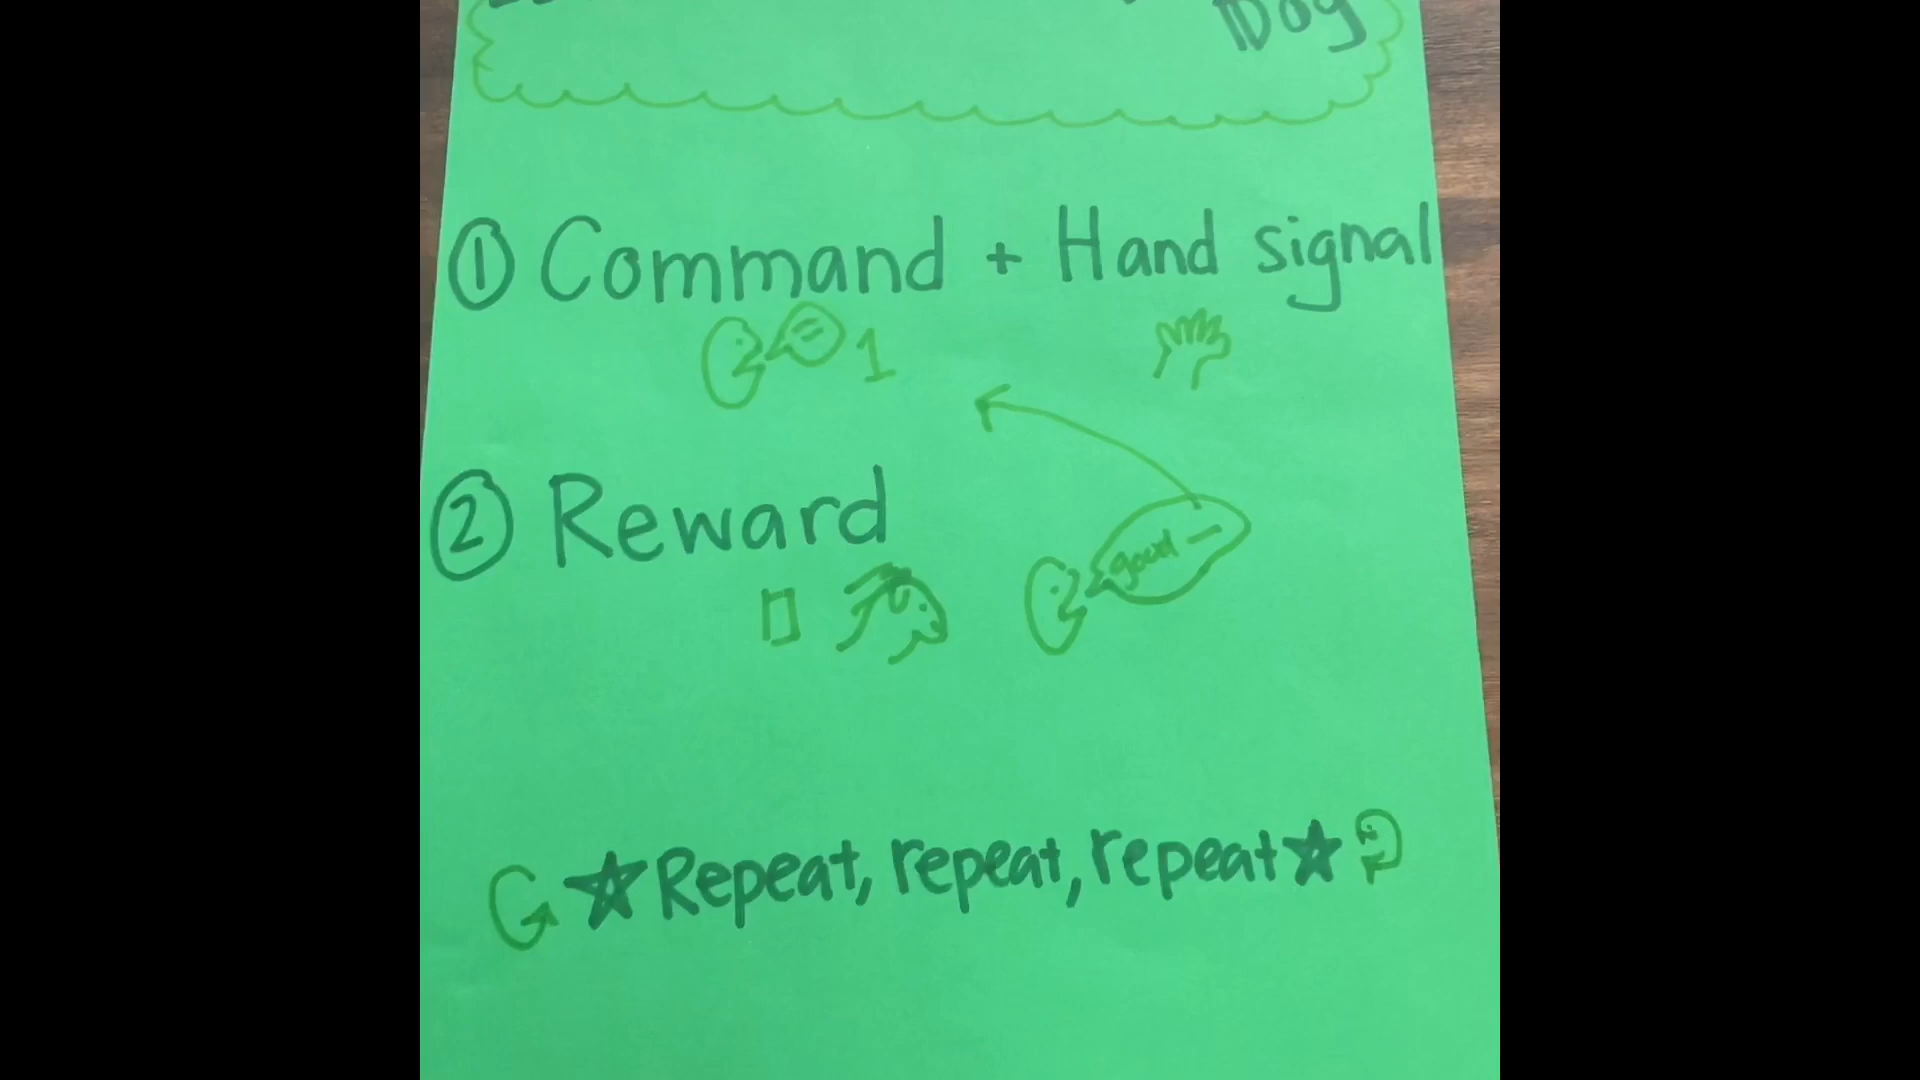 Dog
① Command + Hand signal
1
② Reward
good —
☆ Repeat, repeat, repeat ☆